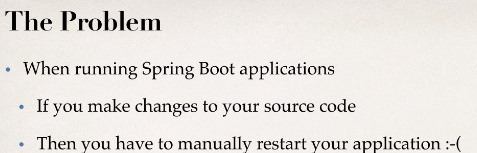 The Problem
• When running Spring Boot applications
• If you make changes to your source code
• Then you have to manually restart your application :-(